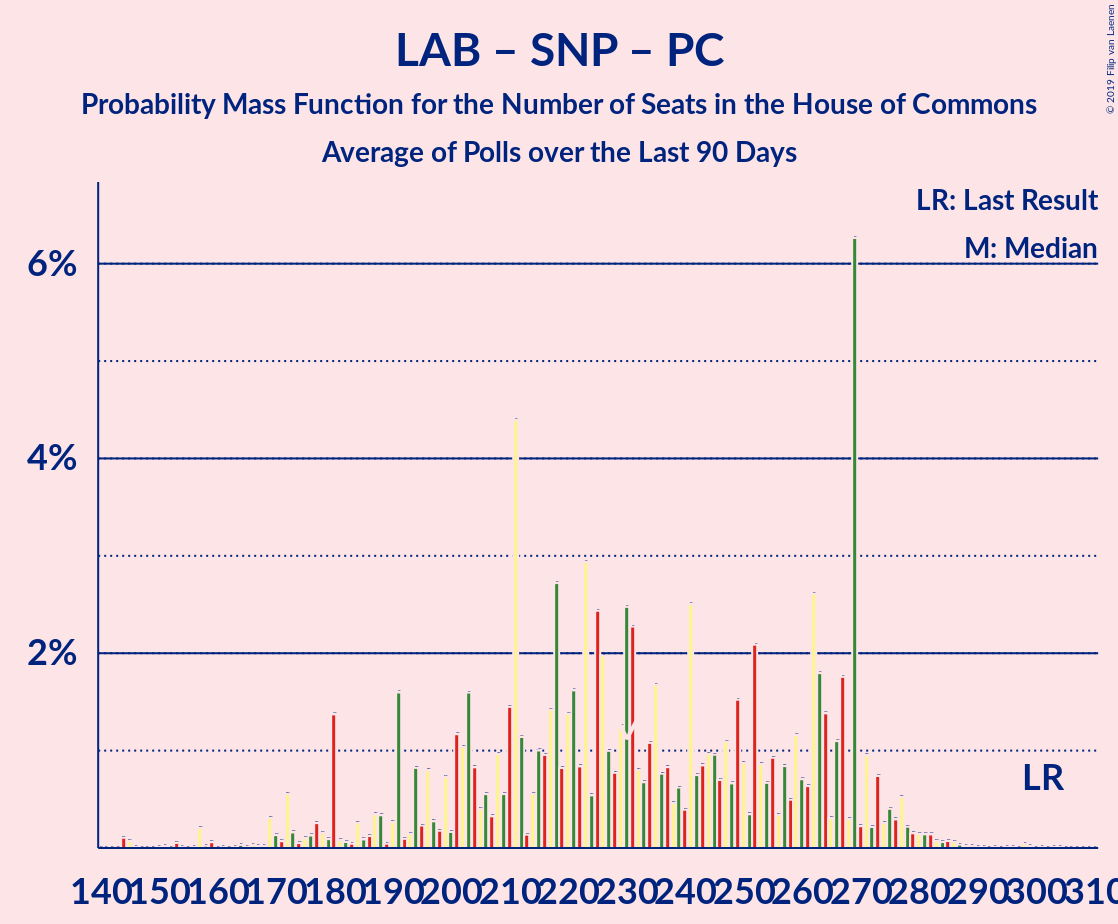 LAB – SNP – PC
Probability Mass Function for the Number of Seats in the House of Commons
Average of Polls over the Last 90 Days
© 2019 Filip van Laenen
LR: Last Result
M: Median
6%
4%
2%
LR
140 150 160 170 180 190 200 210 220 230 240 250 260 270 280 290 300 310